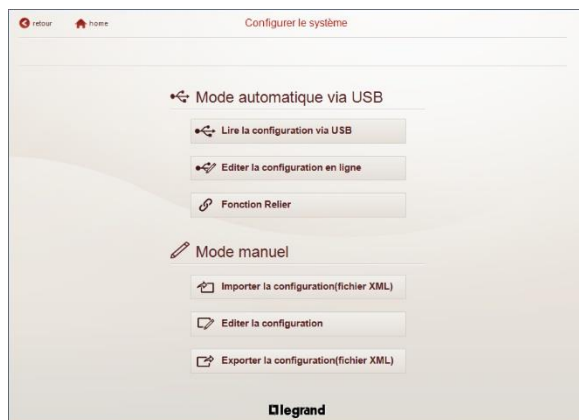 retour home Configurer le système
Mode automatique via USB
Lire la configuration via USB
Editer la configuration en ligne
Fonction Relier
Mode manuel
Importer la configuration(fichier XML)
Editer la configuration
Exporter la configuration(fichier XML)
legrand